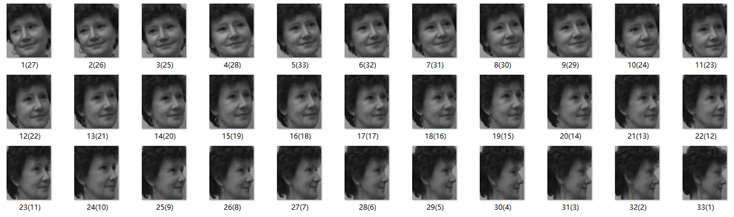 1(27) 2(26) 3(25) 4(28) 5(33) 6(32) 7(31) 8(30) 9(29) 10(24) 11(23)
12(22) 13(21) 14(20) 15(19) 16(18) 17(17) 18(16) 19(15) 20(14) 21(13) 22(12)
23(11) 24(10) 25(9) 26(8) 27(7) 28(6) 29(5) 30(4) 31(3) 32(2) 33(1)